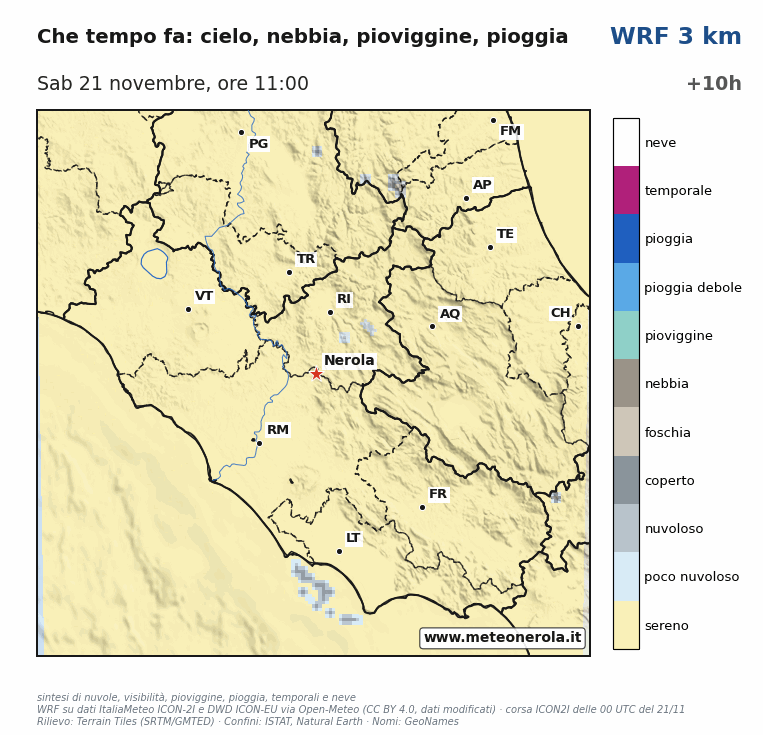 Che tempo fa: cielo, nebbia, pioviggine, pioggia
WRF 3 km
Sab 21 novembre, ore 11:00
+10h
FM
PG
AP
TE
TR
RI
VT
AQ
CH
Nerola
RM
FR
LT
www.meteonerola.it
neve
temporale
pioggia
pioggia debole
pioviggine
nebbia
foschia
coperto
nuvoloso
poco nuvoloso
sereno
sintesi di nuvole, visibilità, pioviggine, pioggia, temporali e neve
WRF su dati ItaliaMeteo ICON-2I e DWD ICON-EU via Open-Meteo (CC BY 4.0, dati modificati) · corsa ICON2I delle 00 UTC del 21/11
Rilievo: Terrain Tiles (SRTM/GMTED) · Confini: ISTAT, Natural Earth · Nomi: GeoNames